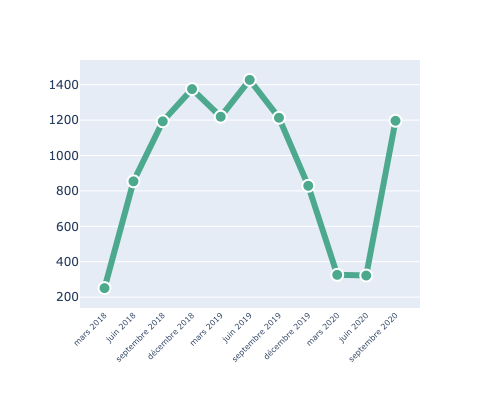 1400
1200
1000
800
600
400
200
mars 2018
juin 2018
septembre 2018
décembre 2018
mars 2019
juin 2019
septembre 2019
décembre 2019
mars 2020
juin 2020
septembre 2020